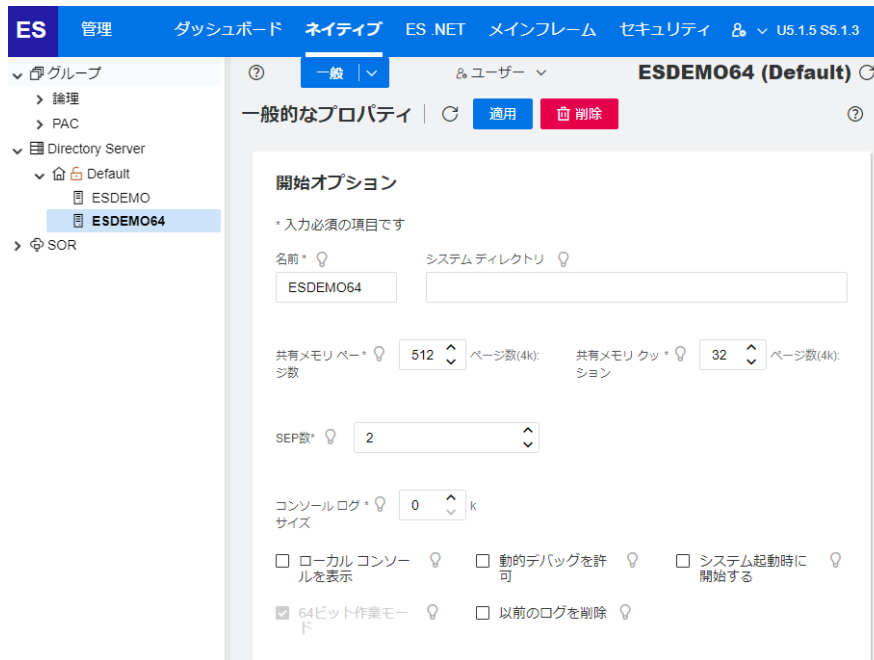 ES 管理 ダッシュボード ネイティブ ES .NET メインフレーム セキュリティ U5.1.5 S5.1.3
グループ
論理
PAC
Directory Server
Default
ESDEMO
ESDEMO64
SOR
一般 ユーザー ESDEMO64 (Default)
一般的なプロパティ 適用 削除
開始オプション
* 入力必須の項目です
名前* システム ディレクトリ
ESDEMO64
共有メモリ ペー* 512 ページ数(4k): 共有メモリ クッ * 32 ページ数(4k):
ジ数 ション
SEP数* 2
コンソール ログ * 0 k
サイズ
ローカル コンソー 動的デバッグを許 システム起動時に
ルを表示 可 開始する
64ビット作業モー 以前のログを削除
ド